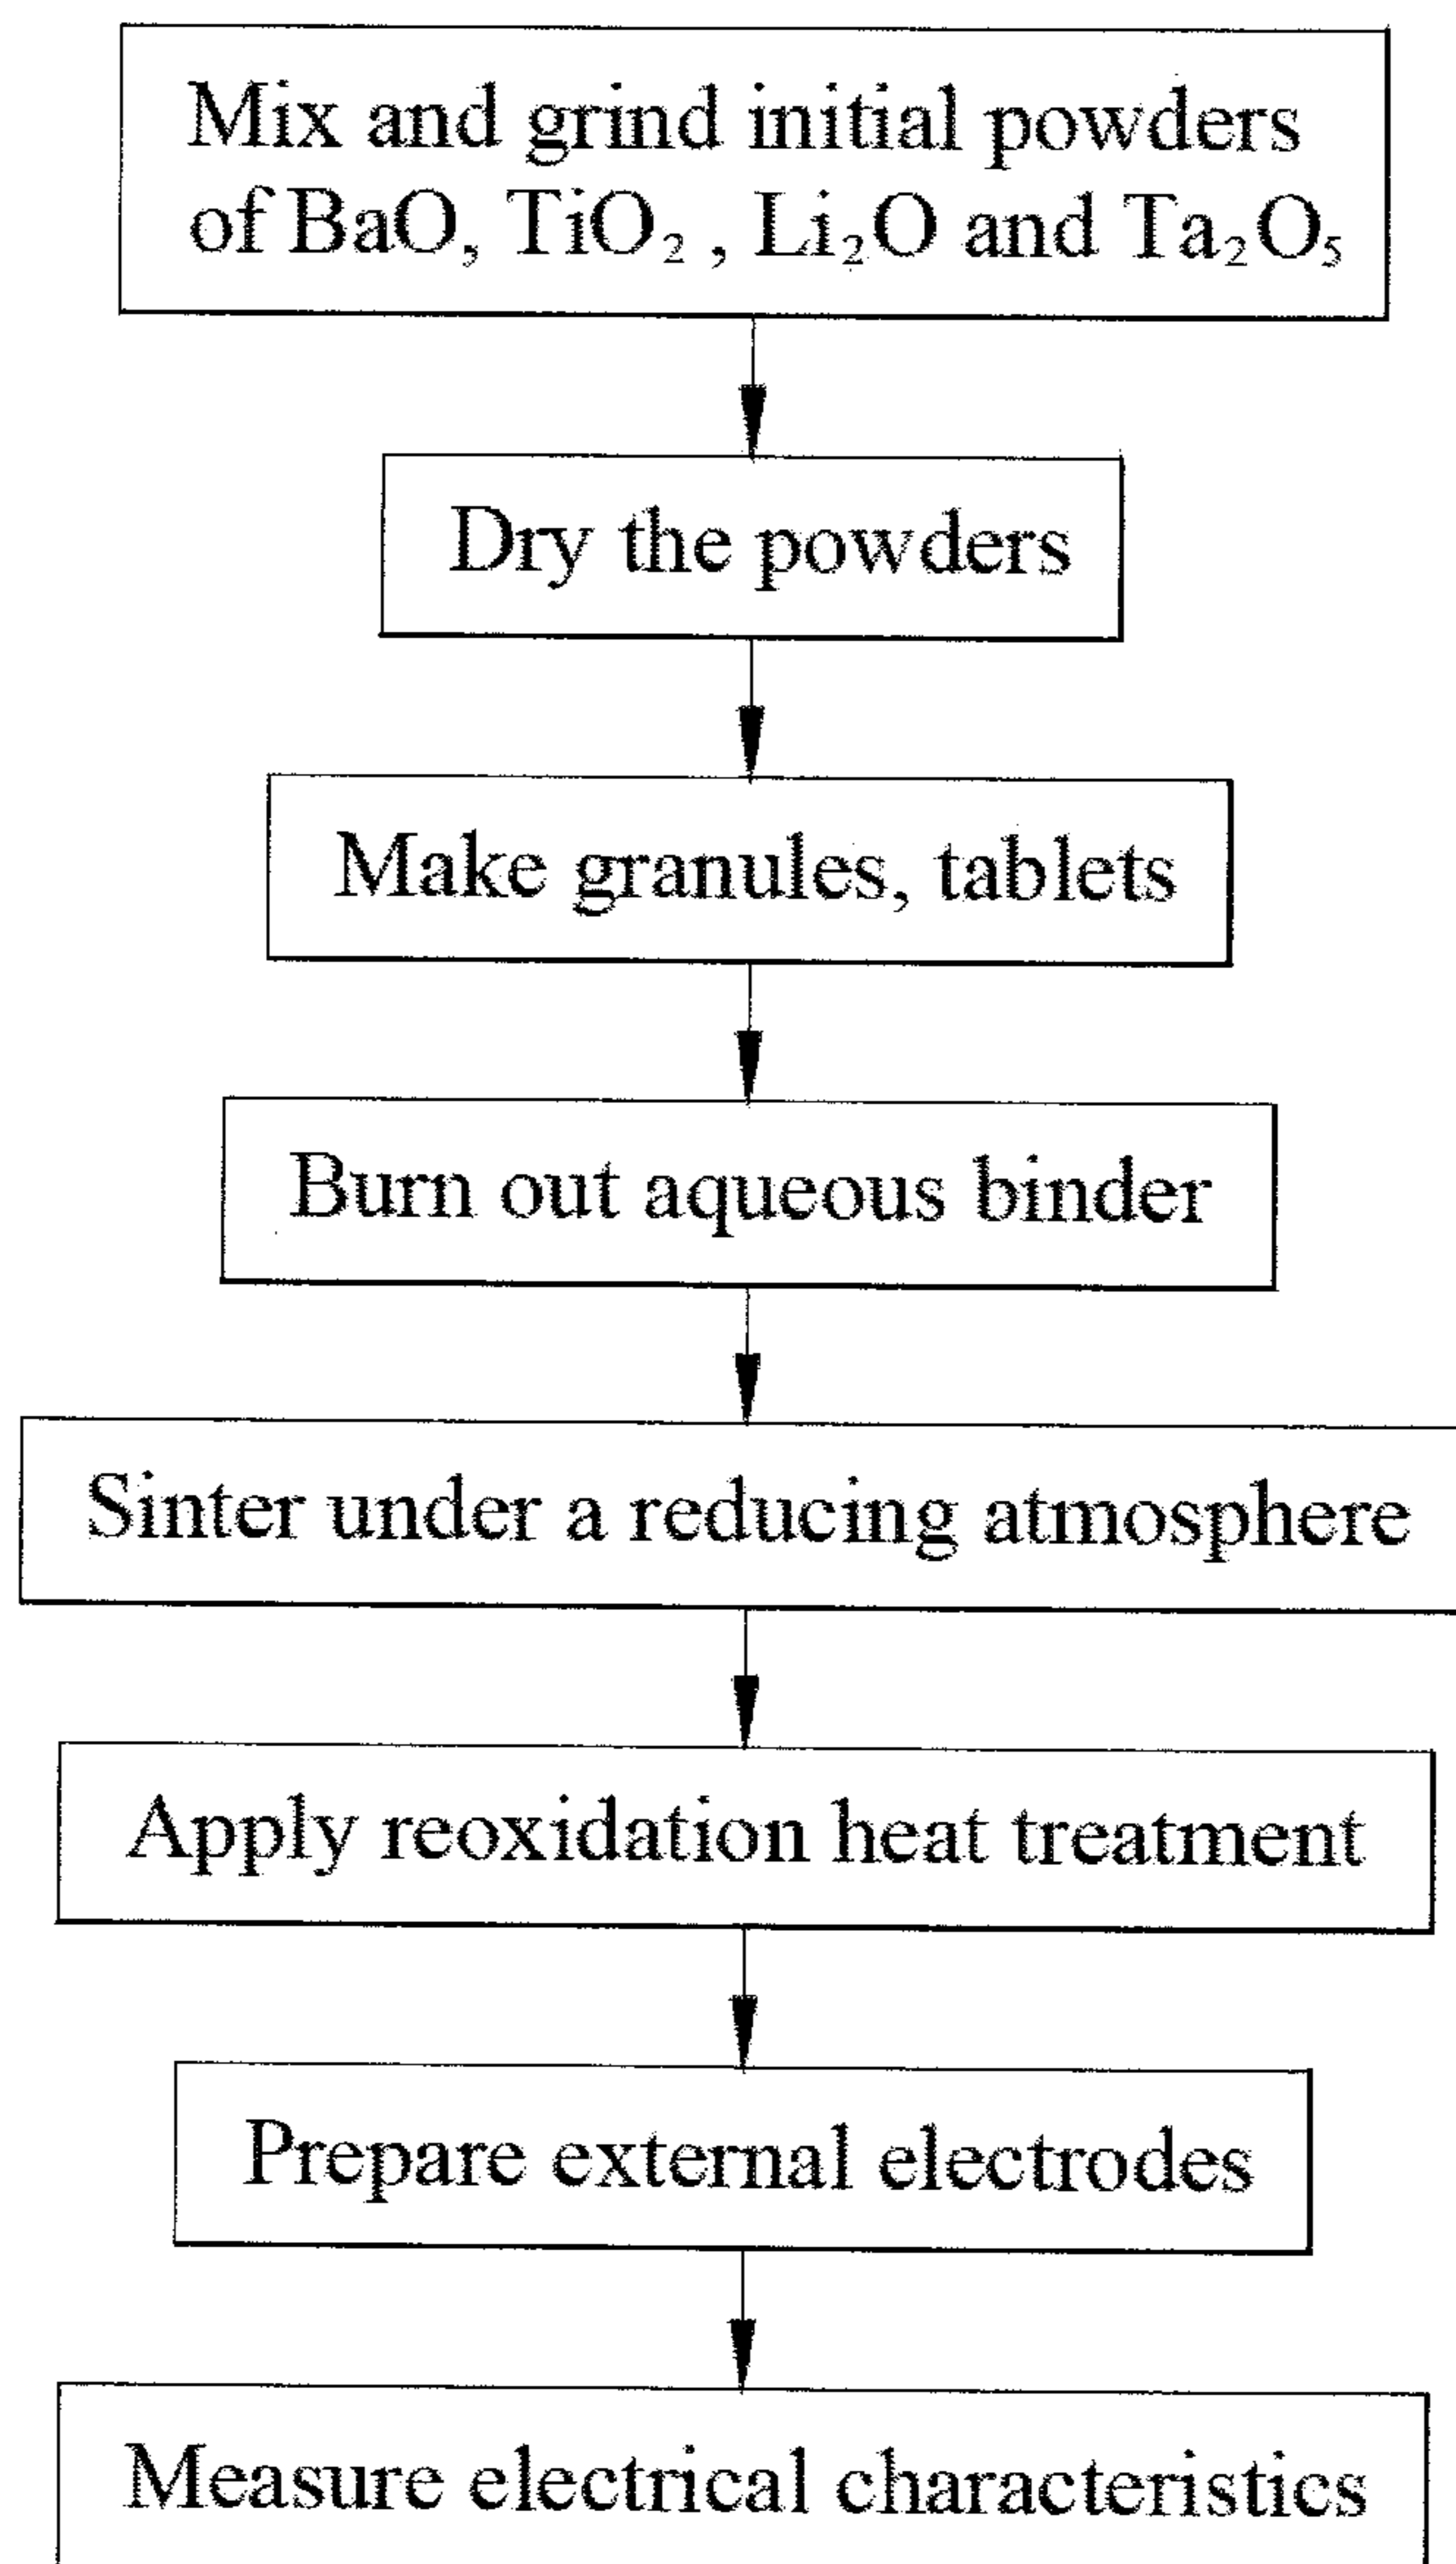 Mix and grind initial powders
of BaO, TiO₂, Li₂O and Ta₂O₅
Dry the powders
Make granules, tablets
Burn out aqueous binder
Sinter under a reducing atmosphere
Apply reoxidation heat treatment
Prepare external electrodes
Measure electrical characteristics